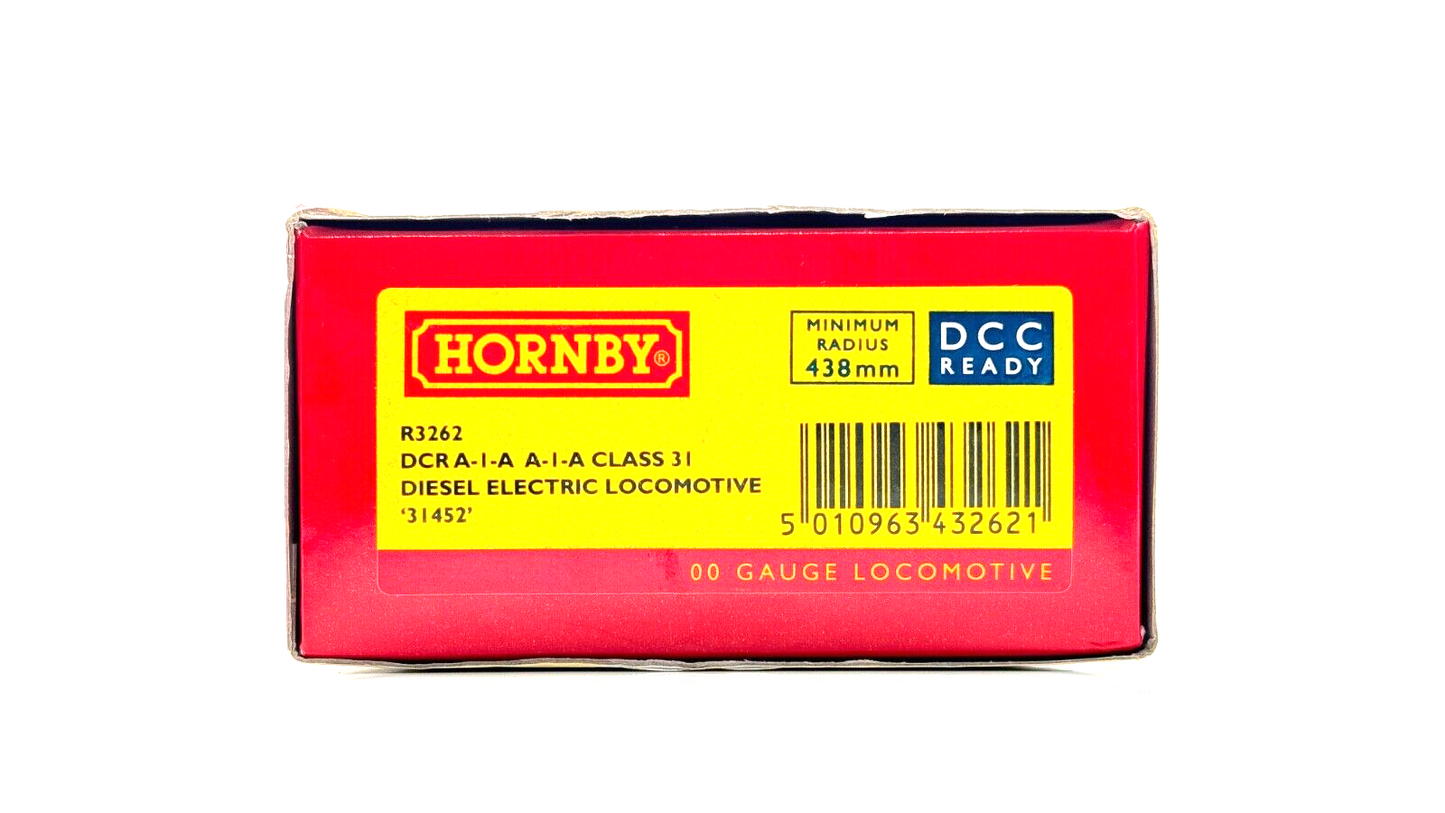 HORNBY®
MINIMUM
RADIUS
438mm
DCC
READY
R3262
DCR A-1-A A-1-A CLASS 31
DIESEL ELECTRIC LOCOMOTIVE
‘31452’
5 010963 432621
00 GAUGE LOCOMOTIVE